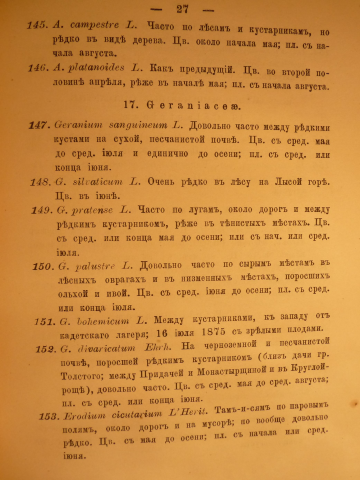 — 27 —
145. A. campestre L. Часто по лѣсамъ и кустарникамъ, но
рѣдко въ видѣ дерева. Цв. около начала мая; пл. съ на-
чала августа.
146. A. platanoides L. Какъ предыдущій. Цв. во второй по-
ловинѣ апрѣля, рѣже въ началѣ мая; пл. съ начала августа.
17. Geraniaceæ.
147. Geranium sanguineum L. Довольно часто между рѣдкими
кустами на сухой, песчанистой почвѣ. Цв. съ сред. мая
до сред. іюля и единично до осени; пл. съ сред. или
конца іюня.
148. G. silvaticum L. Очень рѣдко въ лѣсу на Лысой горѣ.
Цв. въ іюнѣ.
149. G. pratense L. Часто по лугамъ, около дорогъ и между
рѣдкимъ кустарникомъ, рѣже въ тѣнистыхъ мѣстахъ. Цв.
съ сред. или конца мая до осени; или съ нач. или сред.
іюля.
150. G. palustre L. Довольно часто по сырымъ мѣстамъ въ
лѣсныхъ оврагахъ и въ низменныхъ мѣстахъ, поросшихъ
ольхой и ивой. Цв. съ сред. іюня до осени; пл. съ сред.
или конца іюля.
151. G. bohemicum L. Между кустарниками, къ западу отъ
кадетскаго лагеря; 16 іюля 1875 съ зрѣлыми плодами.
152. G. divaricatum Ehrh. На черноземной и песчанистой
почвѣ, поросшей рѣдкимъ кустарникомъ (близ дачи гр.
Толстого; между Придачей и Монастырщиной и въ Круглой-
рощѣ), довольно часто. Цв. съ сред. мая до сред. августа;
пл. съ сред. или конца іюня.
153. Erodium cicutarium L'Herit. Тамъ-и-сямъ по паровымъ
полямъ, около дорогъ и на мусорѣ; но вообще довольно
рѣдко. Цв. съ мая до осени; пл. съ начала или сред.
іюня.